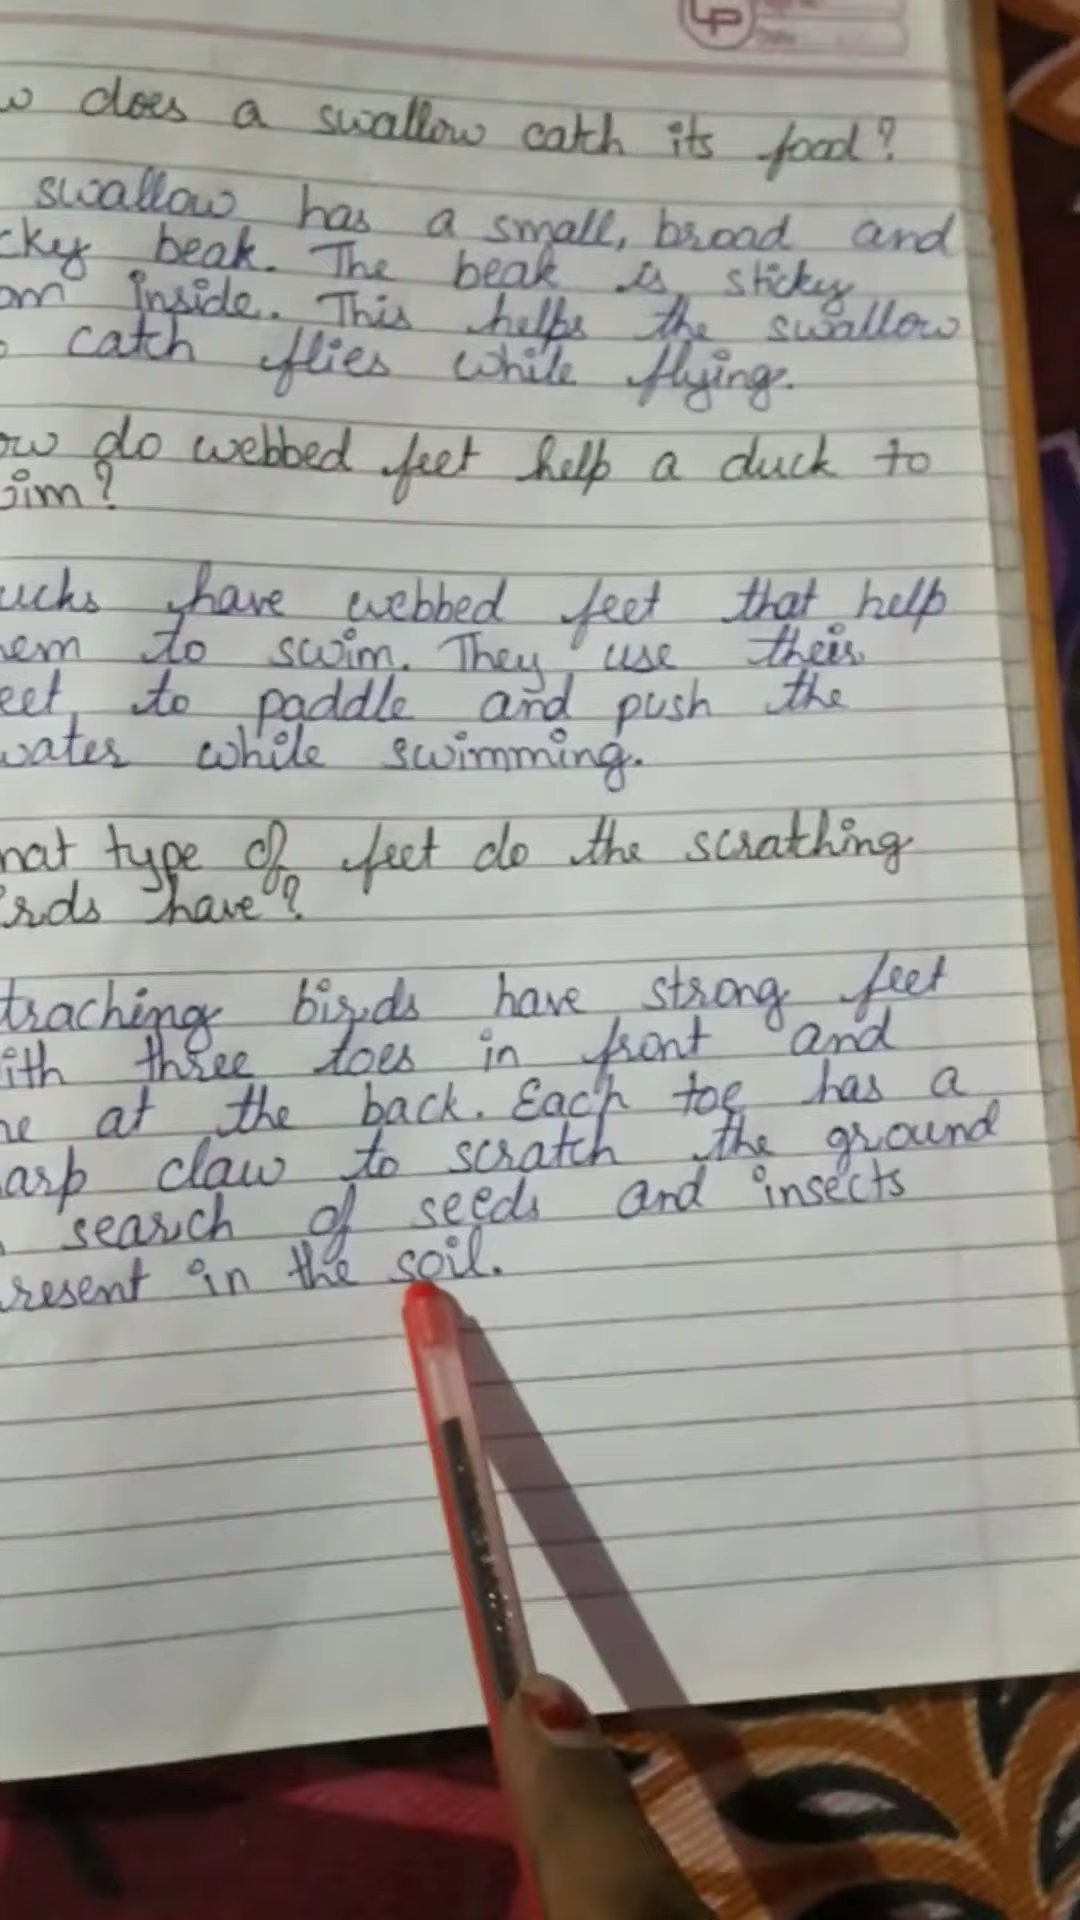 does a swallow catch its food?
swallow has a small, broad and
cky beak. The beak is sticky
om inside. This helps the swallow
catch flies while flying.
ow do webbed feet help a duck to
im?
ucks have webbed feet that help
hem to swim. They use their
eet to paddle and push the
water while swimming.
hat type of feet do the scrathing
irds have?
traching birds have strong feet
ith three toes in front and
ne at the back. Each toe has a
arp claw to scratch the ground
search of seeds and insects
resent in the soil.